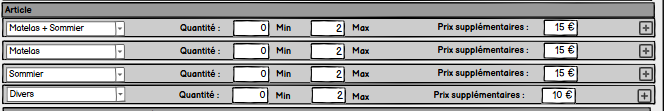 Article
Matelas + Sommier Quantité : 0 Min 2 Max Prix supplémentaires : 15 € +
Matelas Quantité : 0 Min 2 Max Prix supplémentaires : 15 € +
Sommier Quantité : 0 Min 2 Max Prix supplémentaires : 15 € +
Divers Quantité : 0 Min 2 Max Prix supplémentaires : 10 € +